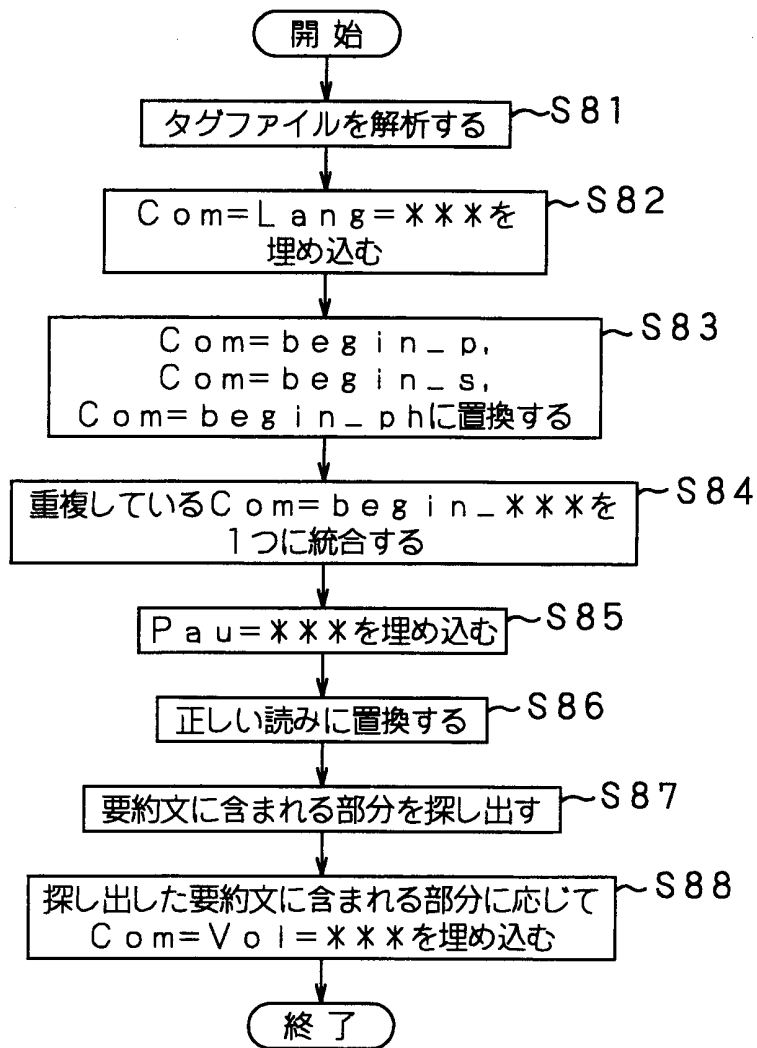 開始
タグファイルを解析する
S81
Com=Lang=***を
埋め込む
S82
Com=begin_p,
Com=begin_s,
Com=begin_phに置換する
S83
重複しているCom=begin_***を
1つに統合する
S84
Pau=***を埋め込む
S85
正しい読みに置換する
S86
要約文に含まれる部分を探し出す
S87
探し出した要約文に含まれる部分に応じて
Com=Vol=***を埋め込む
S88
終了